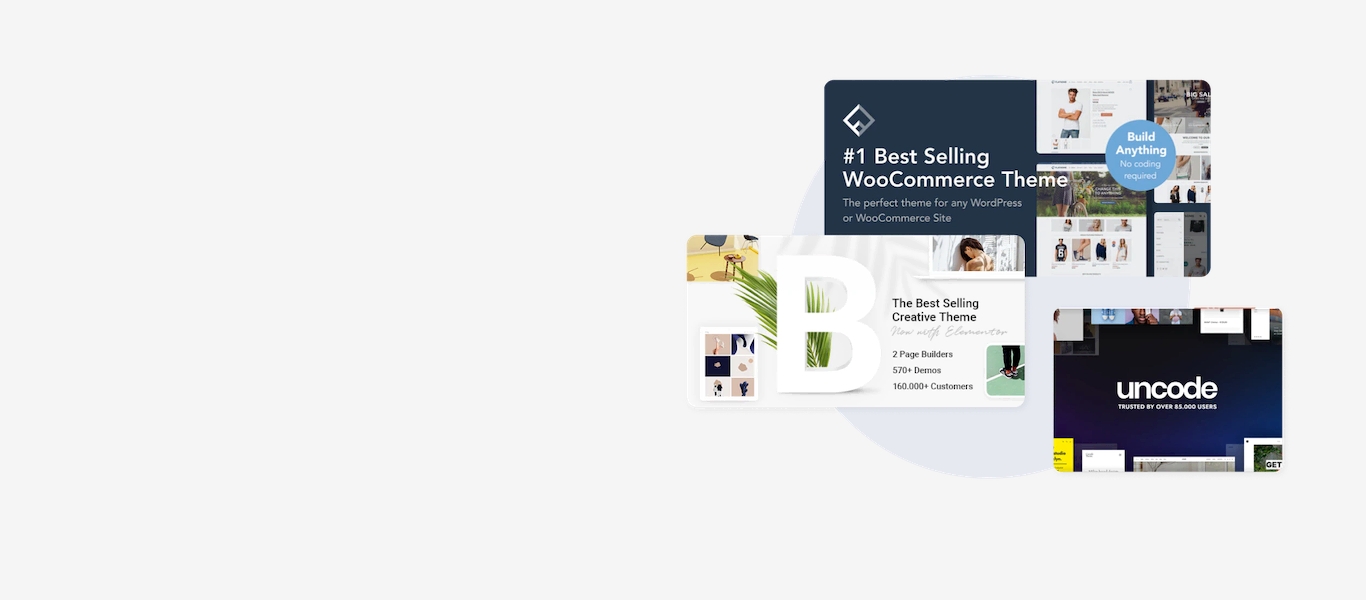 #1 Best Selling
WooCommerce Theme
The perfect theme for any WordPress
or WooCommerce Site
Build
Anything
No coding
required
BIG SAL
The Best Selling
Creative Theme
Now with Elementor
2 Page Builders
570+ Demos
160.000+ Customers
B
uncode
TRUSTED BY OVER 85.000 USERS
GET